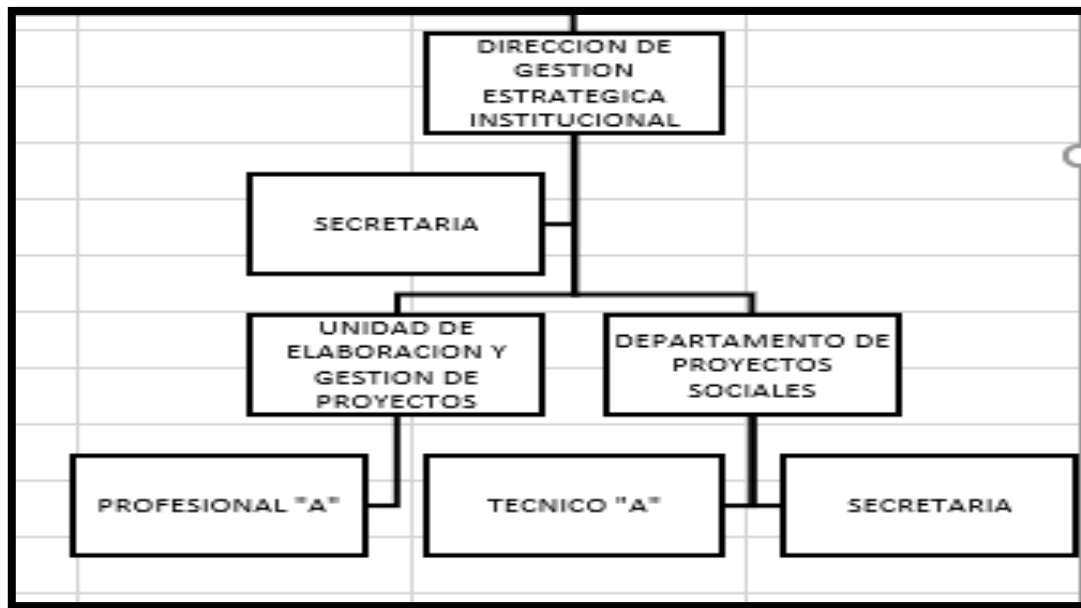 DIRECCION DE
GESTION
ESTRATEGICA
INSTITUCIONAL
SECRETARIA
UNIDAD DE
ELABORACION Y
GESTION DE
PROYECTOS
DEPARTAMENTO DE
PROYECTOS
SOCIALES
PROFESIONAL "A"
TECNICO "A"
SECRETARIA